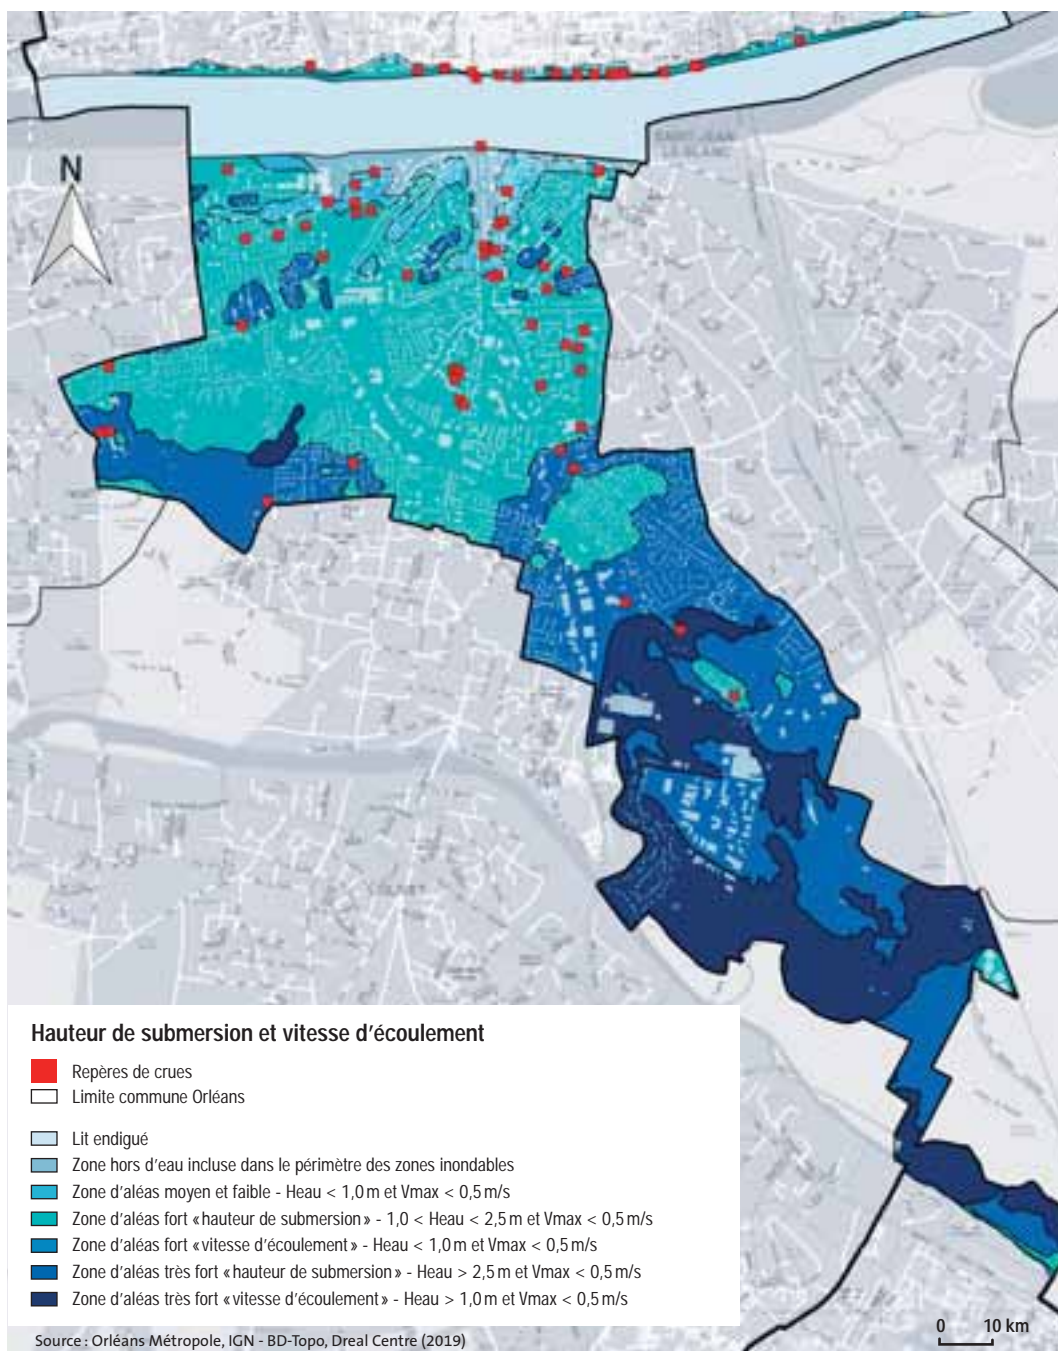 SAINT-JEAN
N
Hauteur de submersion et vitesse d'écoulement
Repères de crues
Limite commune Orléans
Lit endigué
Zone hors d'eau incluse dans le périmètre des zones inondables
Zone d'aléas moyen et faible - Heau < 1,0 m et Vmax < 0,5 m/s
Zone d'aléas fort « hauteur de submersion » - 1,0 < Heau < 2,5 m et Vmax < 0,5 m/s
Zone d'aléas fort « vitesse d'écoulement » - Heau < 1,0 m et Vmax < 0,5 m/s
Zone d'aléas très fort « hauteur de submersion » - Heau > 2,5 m et Vmax < 0,5 m/s
Zone d'aléas très fort « vitesse d'écoulement » - Heau > 1,0 m et Vmax < 0,5 m/s
0 10 km
Source : Orléans Métropole, IGN - BD-Topo, Dreal Centre (2019)